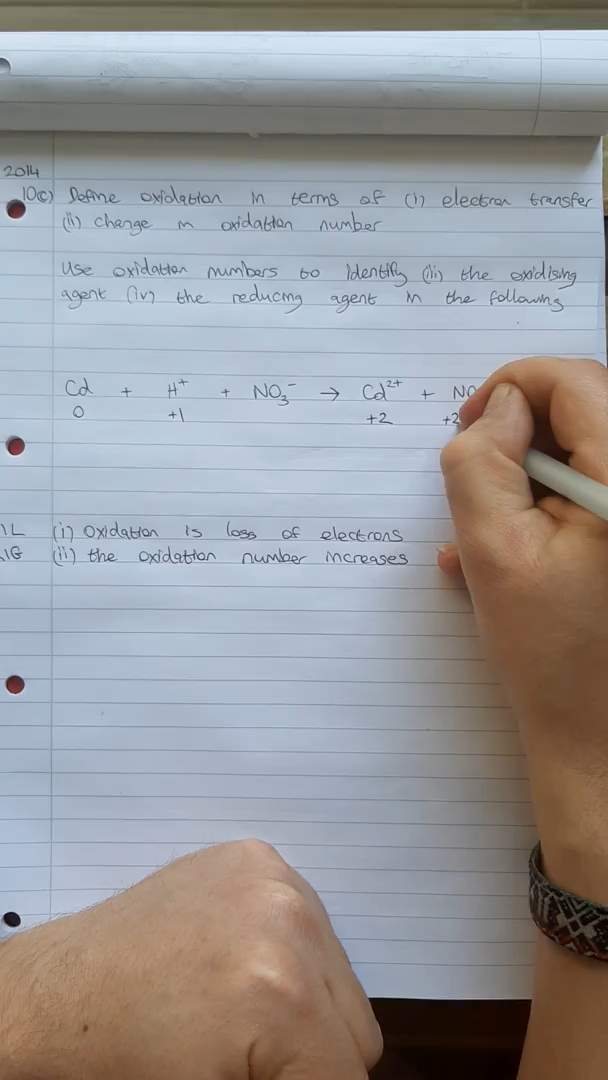 2014
10(c) Define oxidation in terms of (i) electron transfer
(ii) change in oxidation number
Use oxidation numbers to identify (iii) the oxidising
agent (iv) the reducing agent in the following
Cd + H⁺ + NO₃⁻ → Cd²⁺ + NO
0 +1 +2 +2
IL (i) Oxidation is loss of electrons
IG (ii) the oxidation number increases